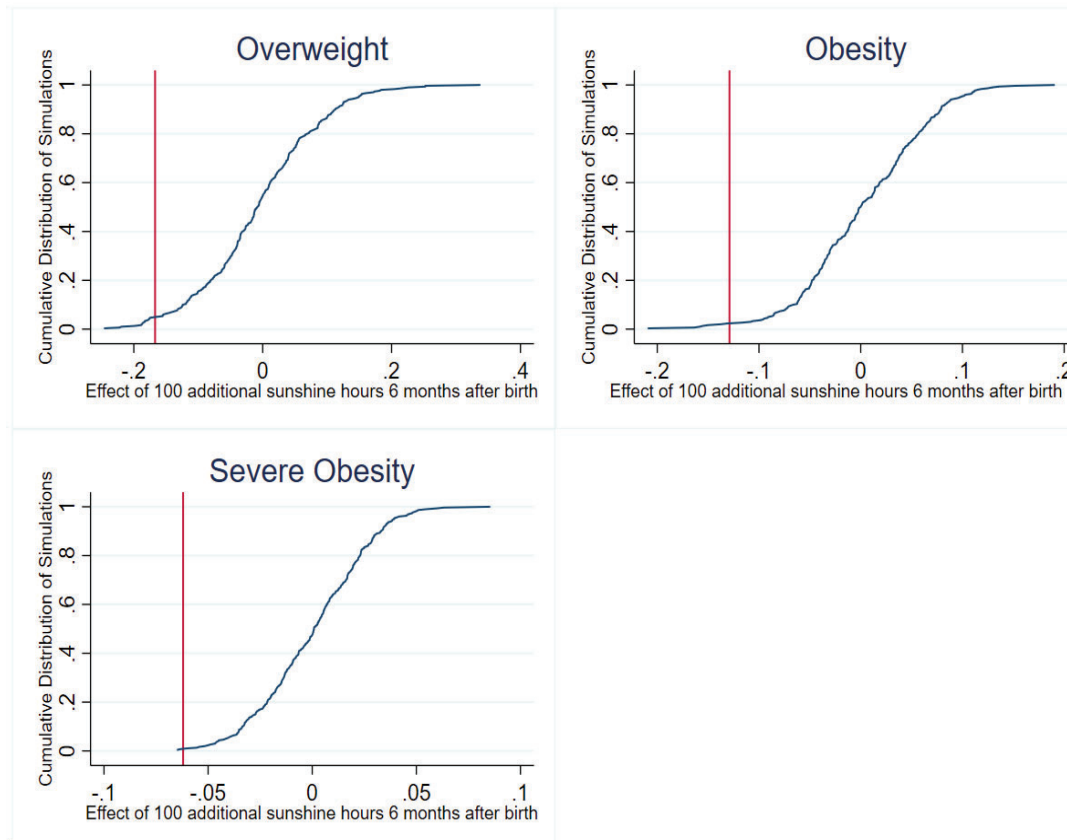 Overweight
Cumulative Distribution of Simulations
0 .2 .4 .6 .8 1
-.2 0 .2 .4
Effect of 100 additional sunshine hours 6 months after birth
Obesity
Cumulative Distribution of Simulations
0 .2 .4 .6 .8 1
-.2 -.1 0 .1 .2
Effect of 100 additional sunshine hours 6 months after birth
Severe Obesity
Cumulative Distribution of Simulations
0 .2 .4 .6 .8 1
-.1 -.05 0 .05 .1
Effect of 100 additional sunshine hours 6 months after birth